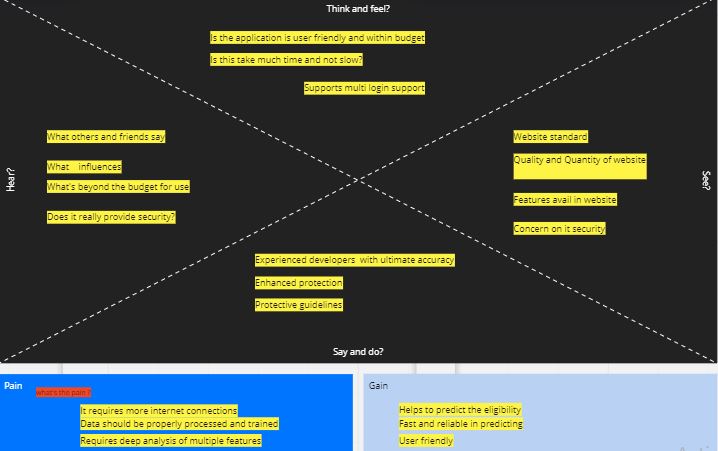 Think and feel?
Is the application is user friendly and within budget
Is this take much time and not slow?
Supports multi login support
Hear?
What others and friends say
What influences
What's beyond the budget for use
Does it really provide security?
See?
Website standard
Quality and Quantity of website
Features avail in website
Concern on it security
Experienced developers with ultimate accuracy
Enhanced protection
Protective guidelines
Say and do?
Pain
what's the pain ?
It requires more internet connections
Data should be properly processed and trained
Requires deep analysis of multiple features
Gain
Helps to predict the eligibility
Fast and reliable in predicting
User friendly